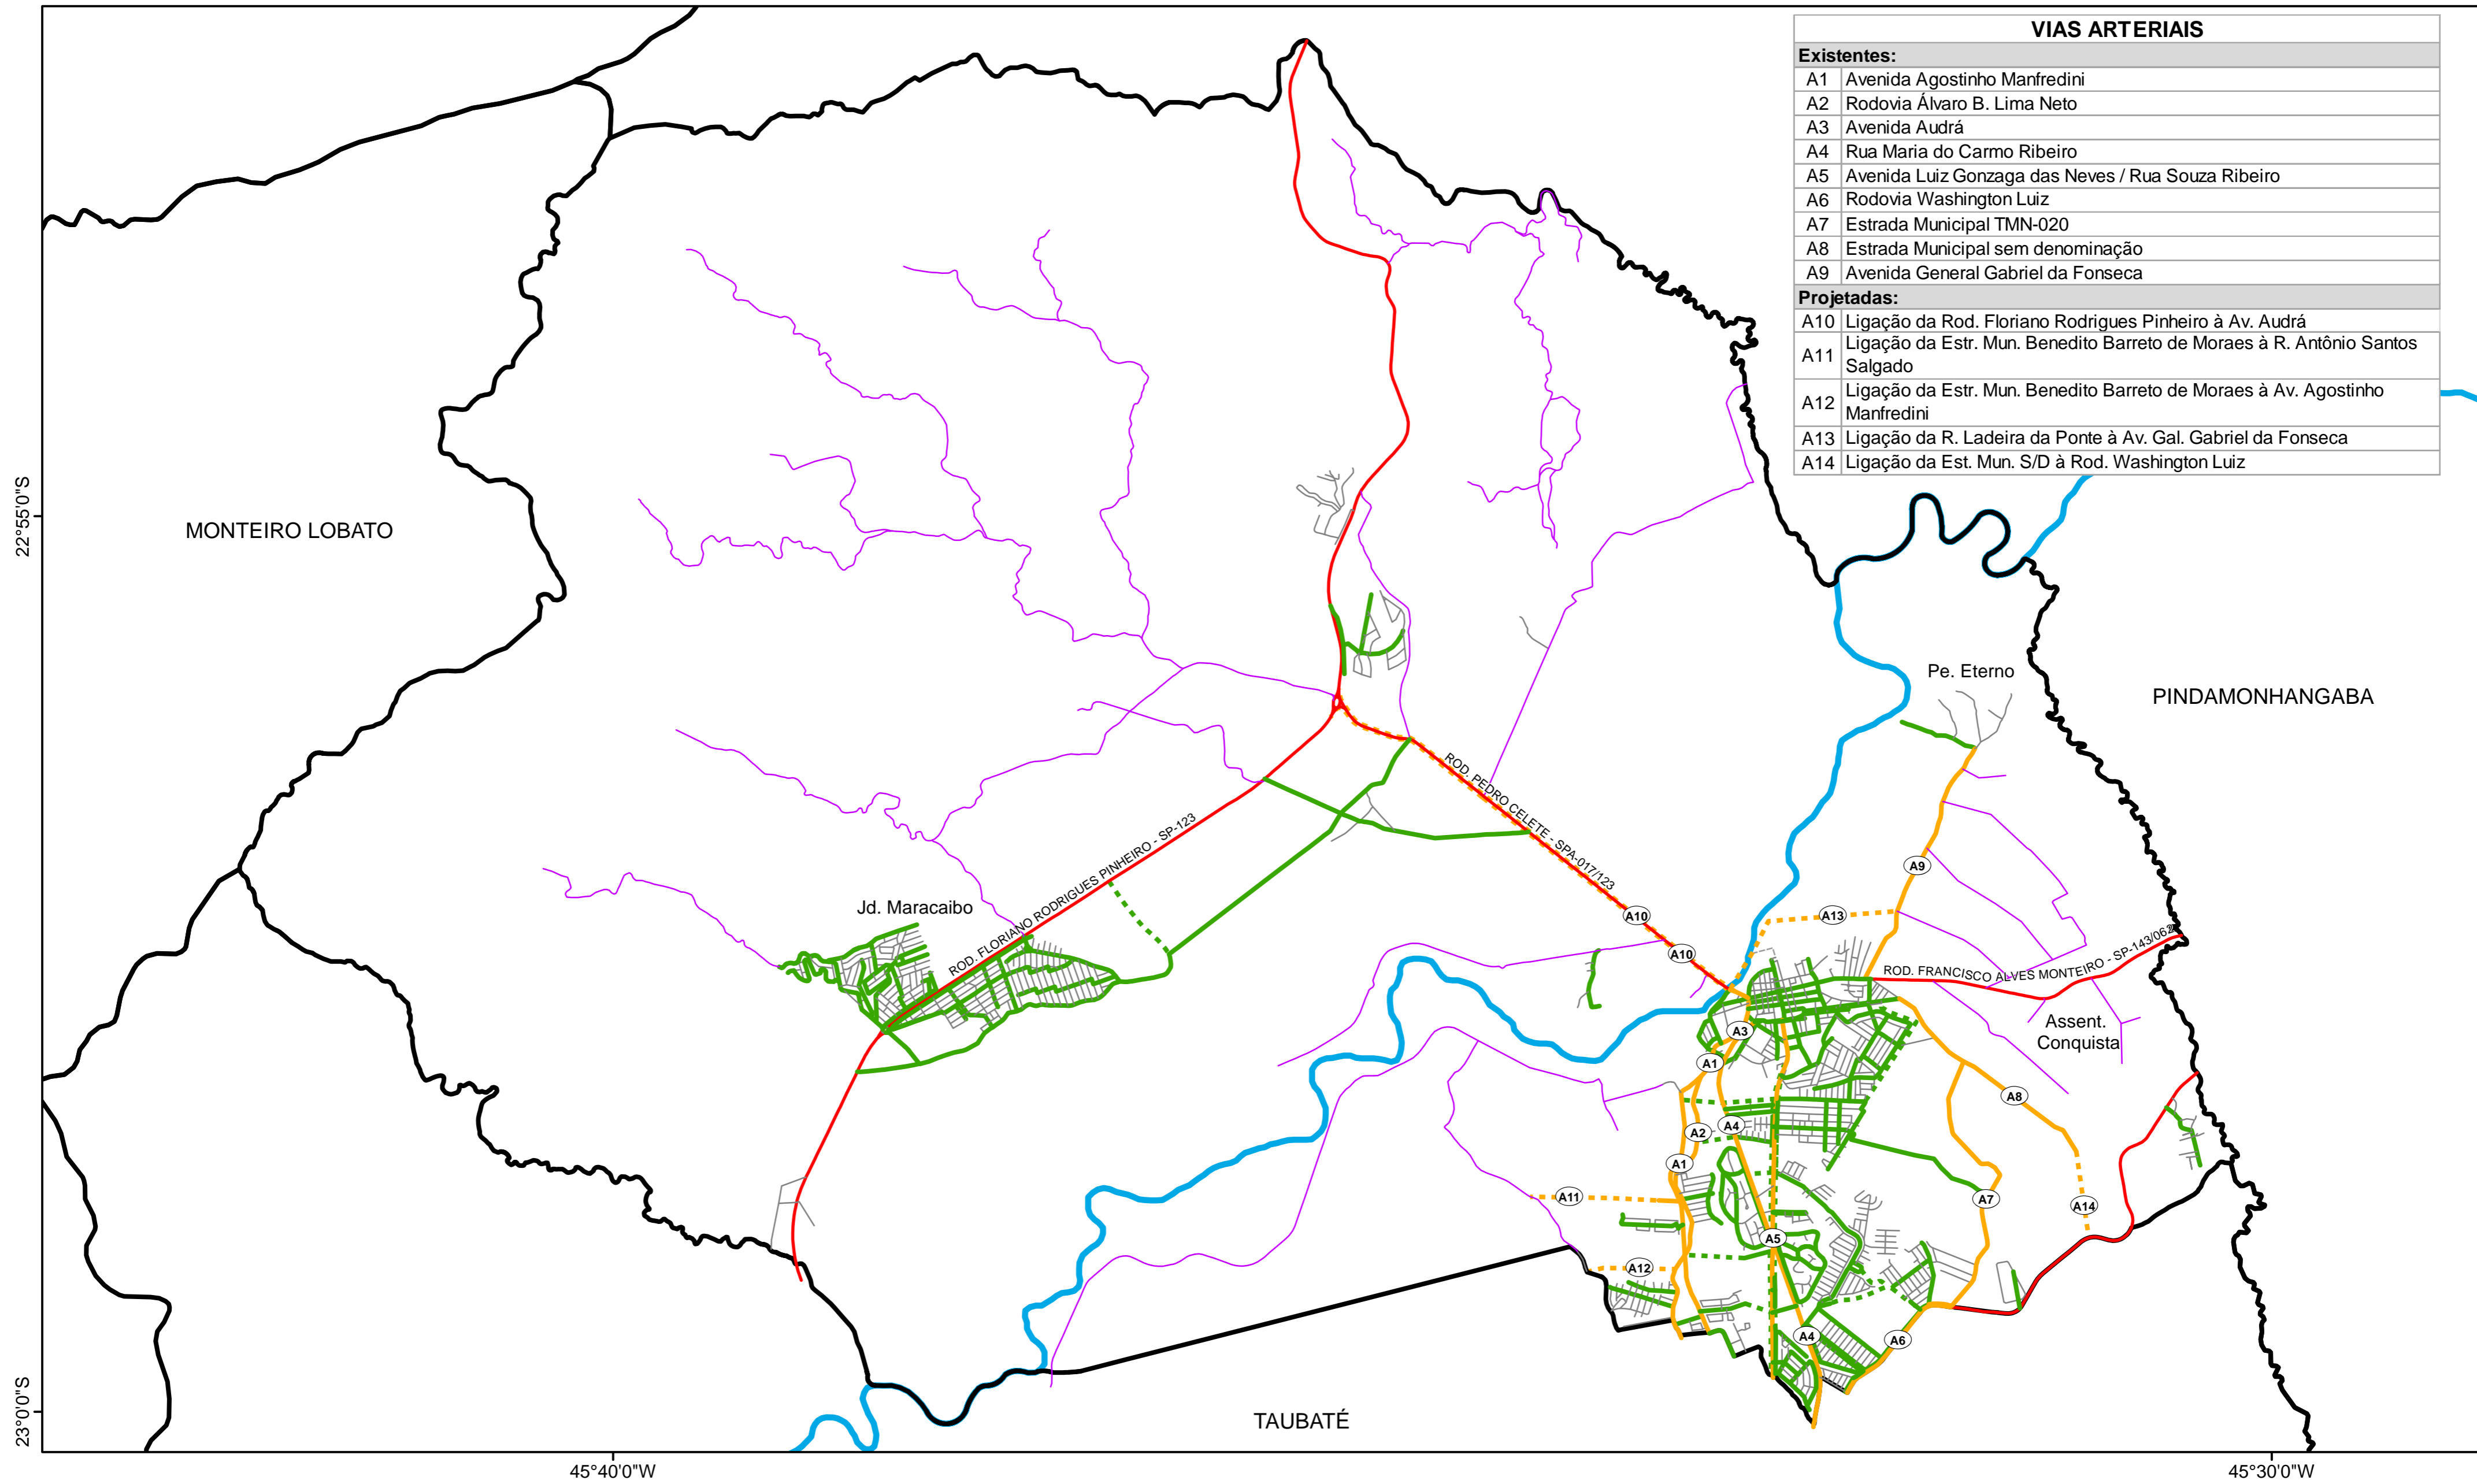 VIAS ARTERIAIS
Existentes:
A1 Avenida Agostinho Manfredini
A2 Rodovia Álvaro B. Lima Neto
A3 Avenida Audrá
A4 Rua Maria do Carmo Ribeiro
A5 Avenida Luiz Gonzaga das Neves / Rua Souza Ribeiro
A6 Rodovia Washington Luiz
A7 Estrada Municipal TMN-020
A8 Estrada Municipal sem denominação
A9 Avenida General Gabriel da Fonseca
Projetadas:
A10 Ligação da Rod. Floriano Rodrigues Pinheiro à Av. Audrá
A11 Ligação da Estr. Mun. Benedito Barreto de Moraes à R. Antônio Santos
Salgado
A12 Ligação da Estr. Mun. Benedito Barreto de Moraes à Av. Agostinho
Manfredini
A13 Ligação da R. Ladeira da Ponte à Av. Gal. Gabriel da Fonseca
A14 Ligação da Est. Mun. S/D à Rod. Washington Luiz
22°55'0"S
MONTEIRO LOBATO
Pe. Eterno
PINDAMONHANGABA
ROD. PEDRO CELETE - SPA-017/123
ROD. FLORIANO RODRIGUES PINHEIRO - SP-123
A9
Jd. Maracaibo
A10
A13
A10
ROD. FRANCISCO ALVES MONTEIRO - SP-143/062
Assent.
Conquista
A3
A1
A8
A2
A4
A1
A11
A7
A14
A5
A12
A4
A6
23°0'0"S
TAUBATÉ
45°40'0"W
45°30'0"W